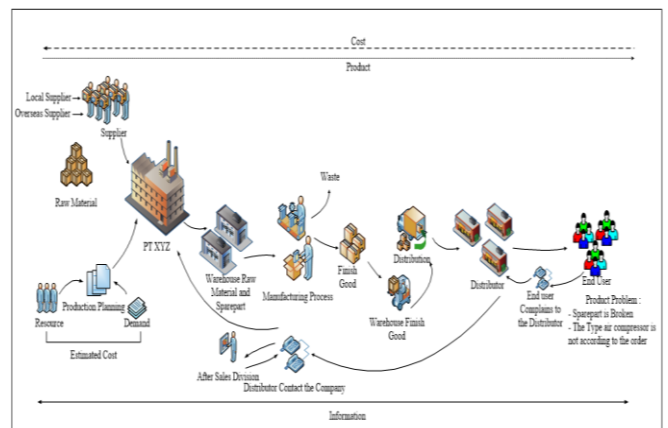 Cost
Product
Local Supplier
Overseas Supplier
Supplier
Raw Material
PT XYZ
Warehouse Raw
Material and
Sparepart
Waste
Manufacturing Process
Finish
Good
Warehouse Finish
Good
Distribution
Distributor
End User
End user
Complains to
the Distributor
Product Problem :
- Sparepart is Broken
- The Type air compressor is
not according to the order
Resource
Production Planning
Demand
Estimated Cost
After Sales Division
Distributor Contact the Company
Information